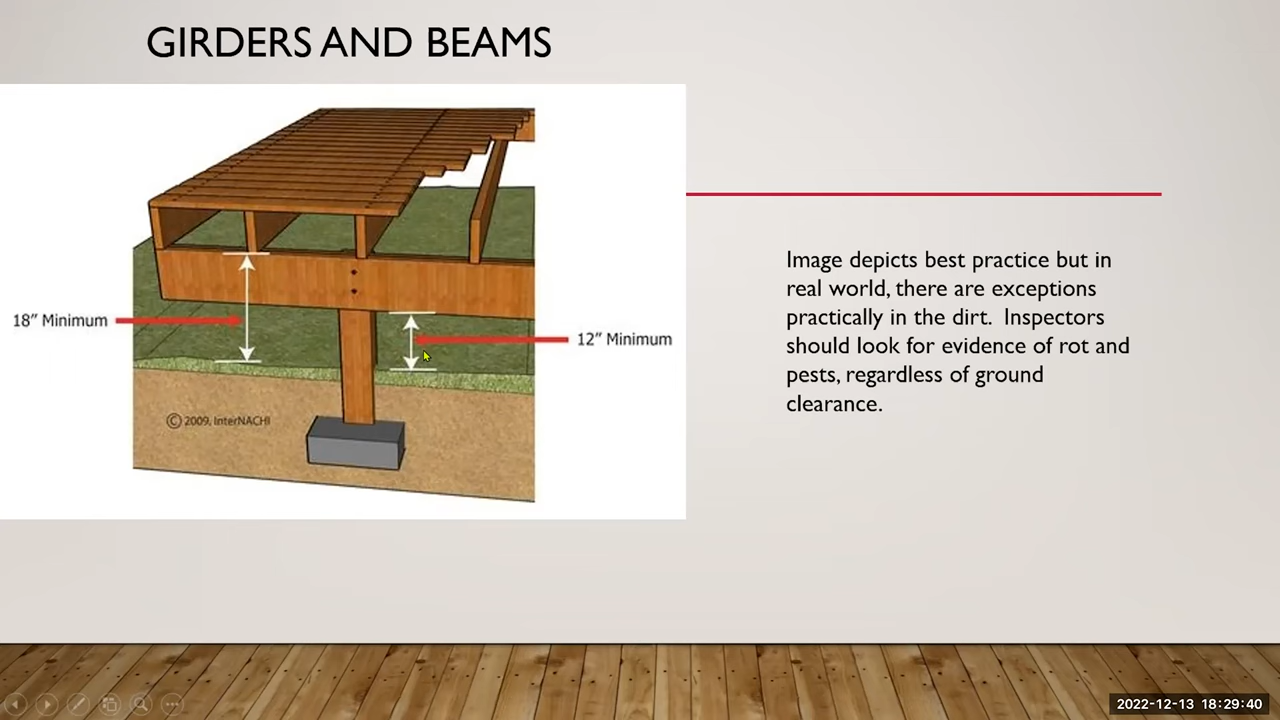 GIRDERS AND BEAMS
18" Minimum
12" Minimum
© 2009, InterNACHI
Image depicts best practice but in
real world, there are exceptions
practically in the dirt.  Inspectors
should look for evidence of rot and
pests, regardless of ground
clearance.
2022-12-13 18:29:40